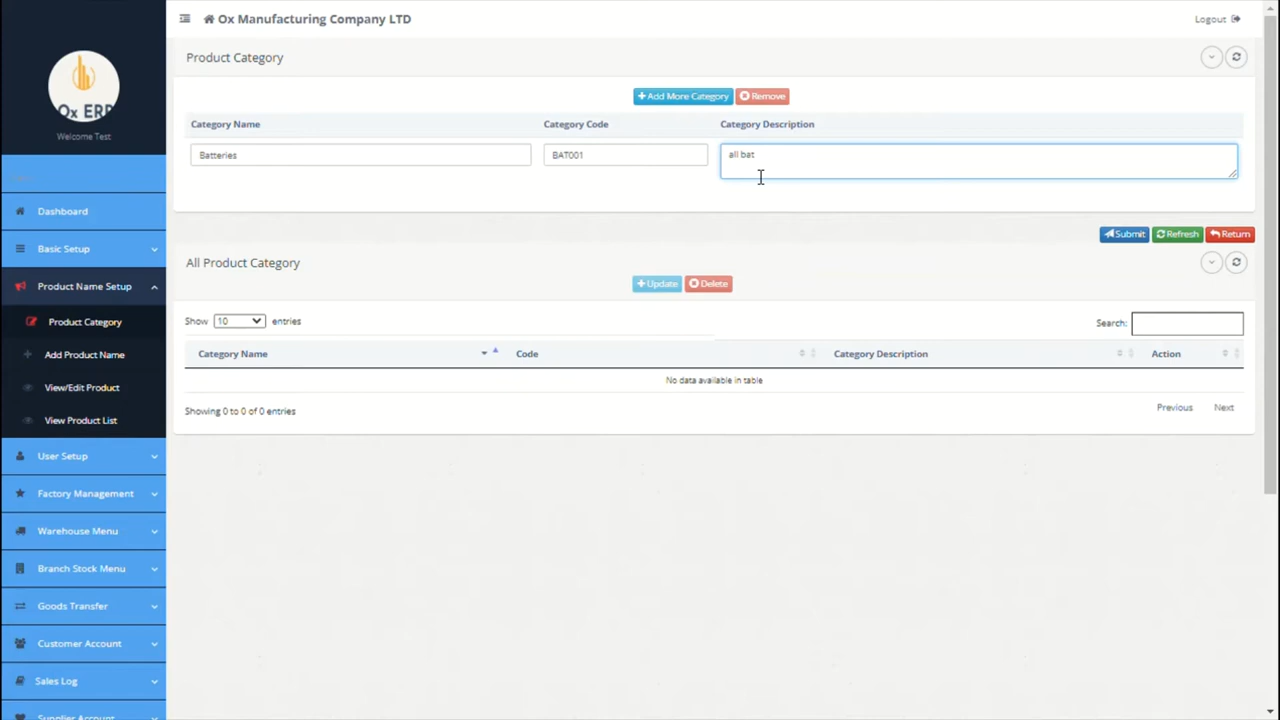 Ox Manufacturing Company LTD
Logout
Ox ERP
Welcome Test
Dashboard
Basic Setup
Product Name Setup
Product Category
Add Product Name
View/Edit Product
View Product List
User Setup
Factory Management
Warehouse Menu
Branch Stock Menu
Goods Transfer
Customer Account
Sales Log
Supplier Account
Product Category
Add More Category Remove
Category Name Category Code Category Description
Batteries BAT001 all bat
Submit Refresh Return
All Product Category
Update Delete
Show 10 entries Search:
Category Name Code Category Description Action
No data available in table
Showing 0 to 0 of 0 entries Previous Next